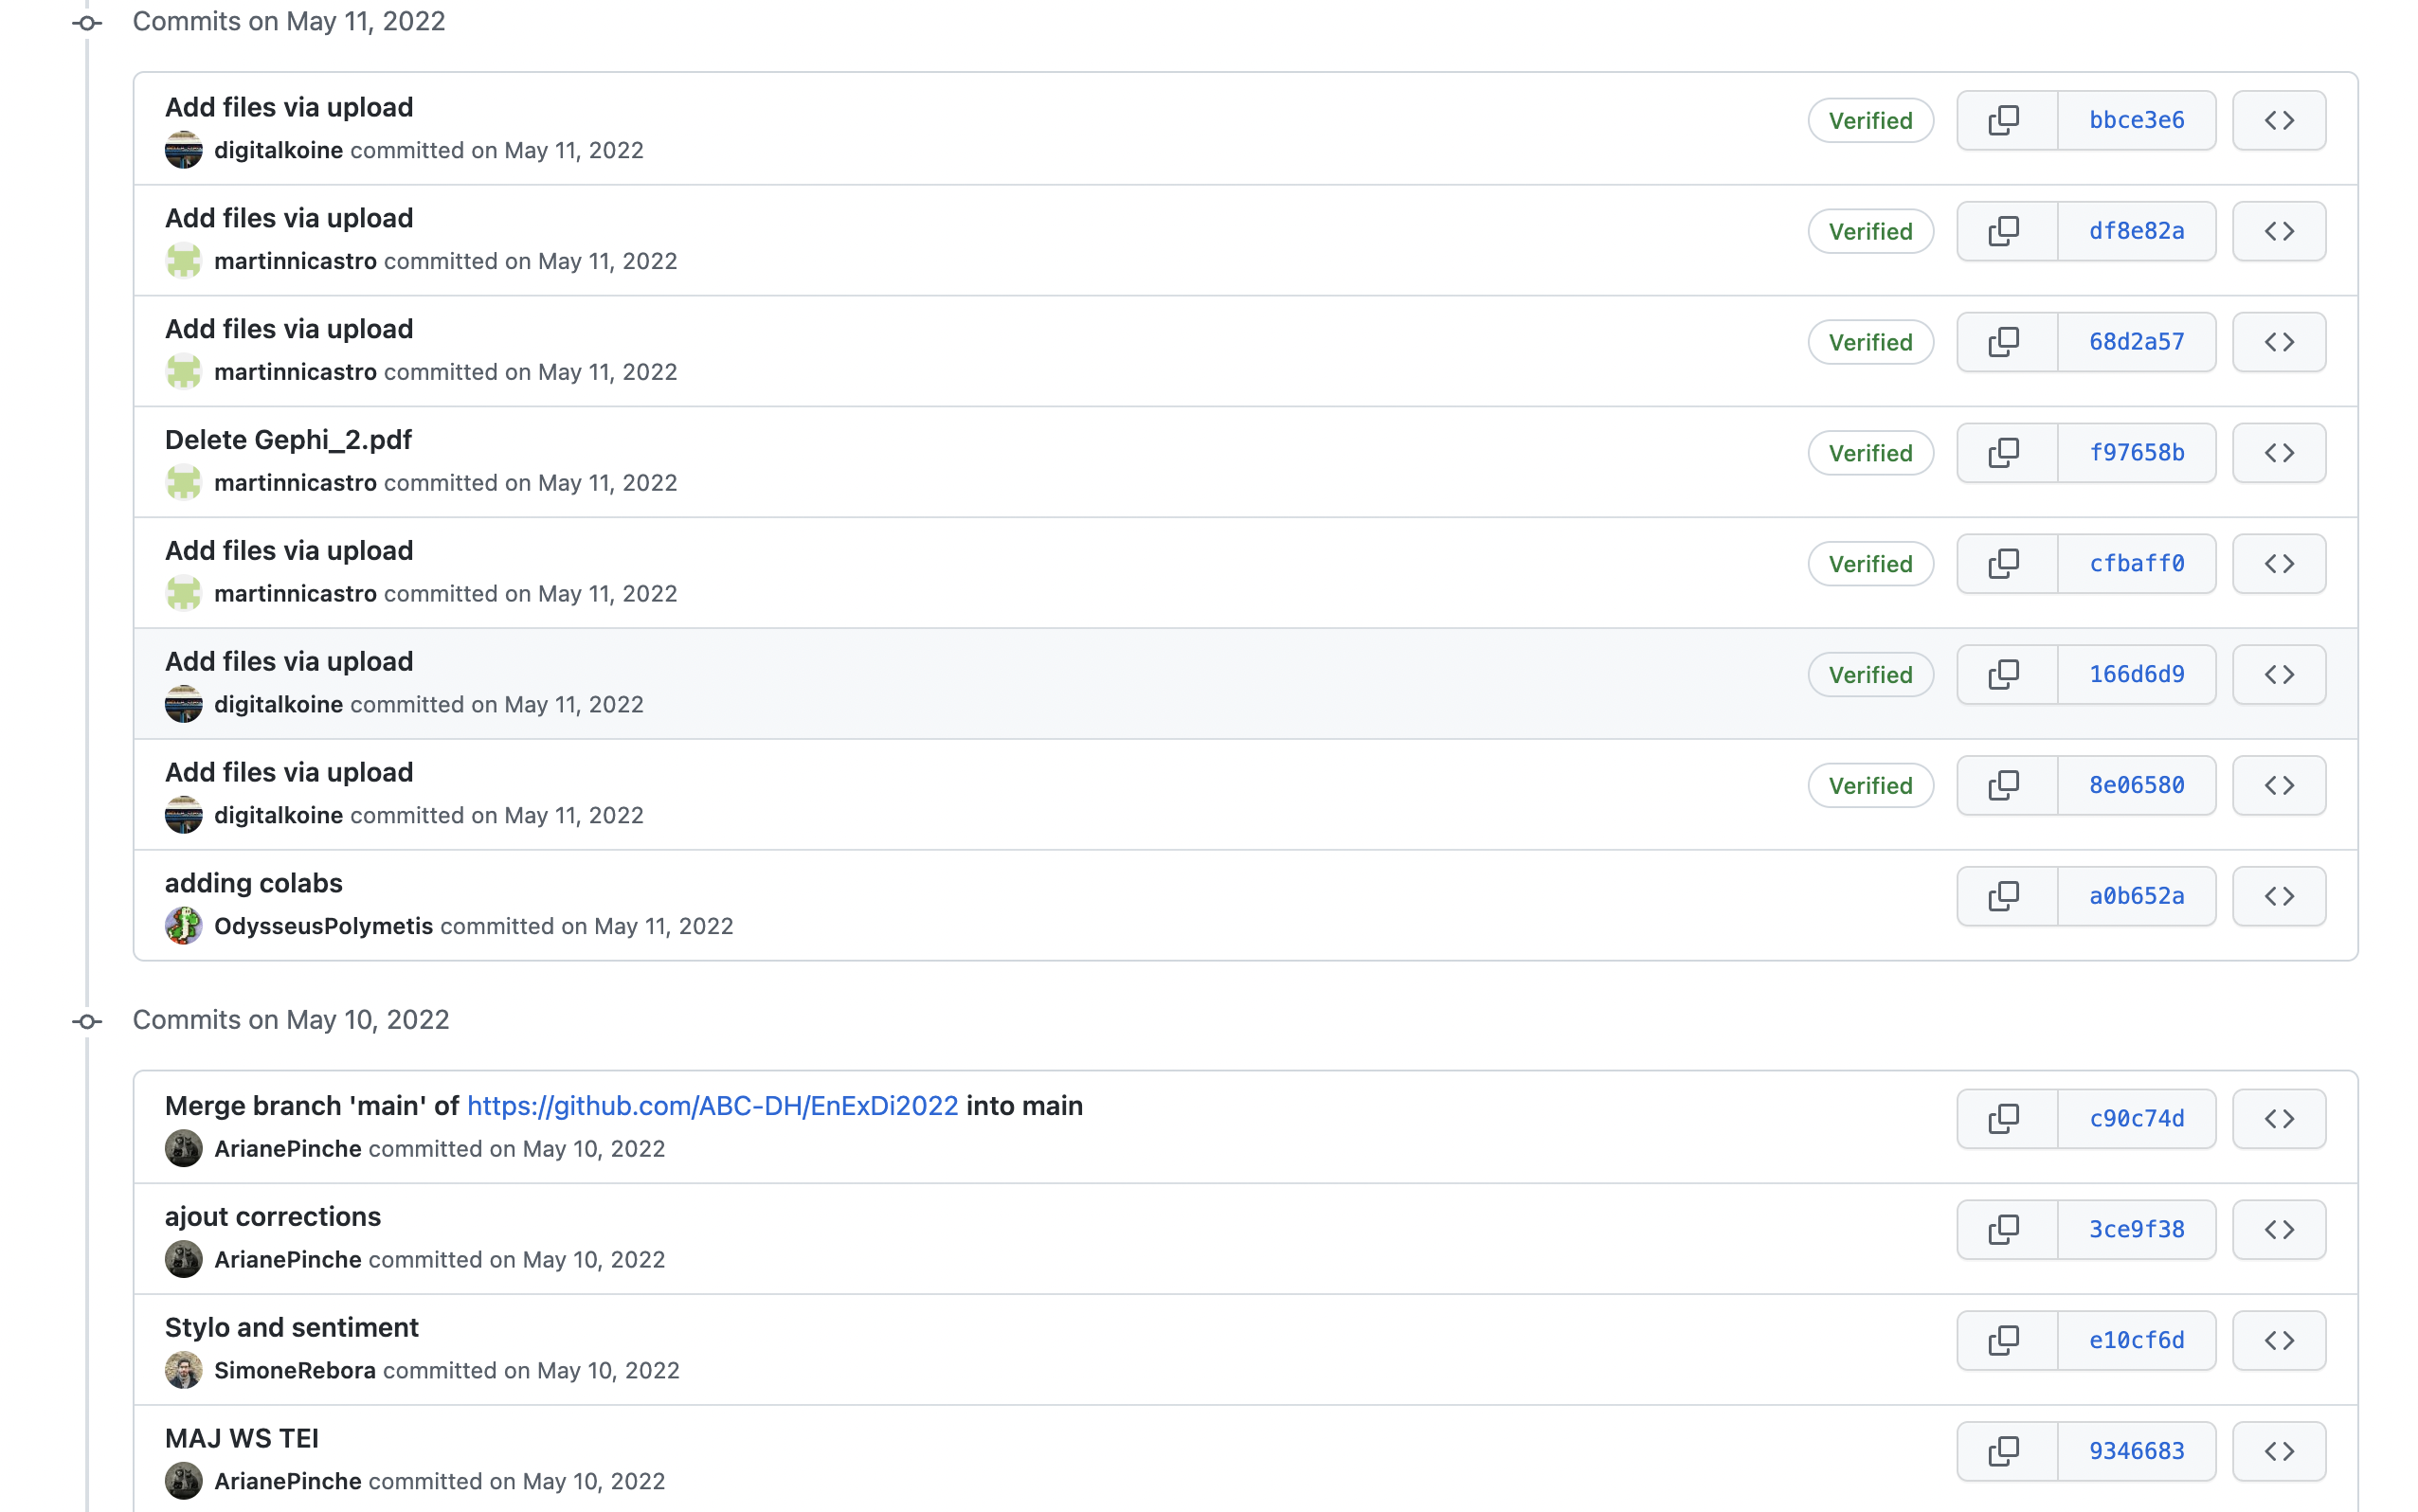 Commits on May 11, 2022
Add files via upload
digitalkoine committed on May 11, 2022
Verified
bbce3e6
Add files via upload
martinnicastro committed on May 11, 2022
Verified
df8e82a
Add files via upload
martinnicastro committed on May 11, 2022
Verified
68d2a57
Delete Gephi_2.pdf
martinnicastro committed on May 11, 2022
Verified
f97658b
Add files via upload
martinnicastro committed on May 11, 2022
Verified
cfbaff0
Add files via upload
digitalkoine committed on May 11, 2022
Verified
166d6d9
Add files via upload
digitalkoine committed on May 11, 2022
Verified
8e06580
adding colabs
OdysseusPolymetis committed on May 11, 2022
a0b652a
Commits on May 10, 2022
Merge branch 'main' of https://github.com/ABC-DH/EnExDi2022 into main
ArianePinche committed on May 10, 2022
c90c74d
ajout corrections
ArianePinche committed on May 10, 2022
3ce9f38
Stylo and sentiment
SimoneRebora committed on May 10, 2022
e10cf6d
MAJ WS TEI
ArianePinche committed on May 10, 2022
9346683